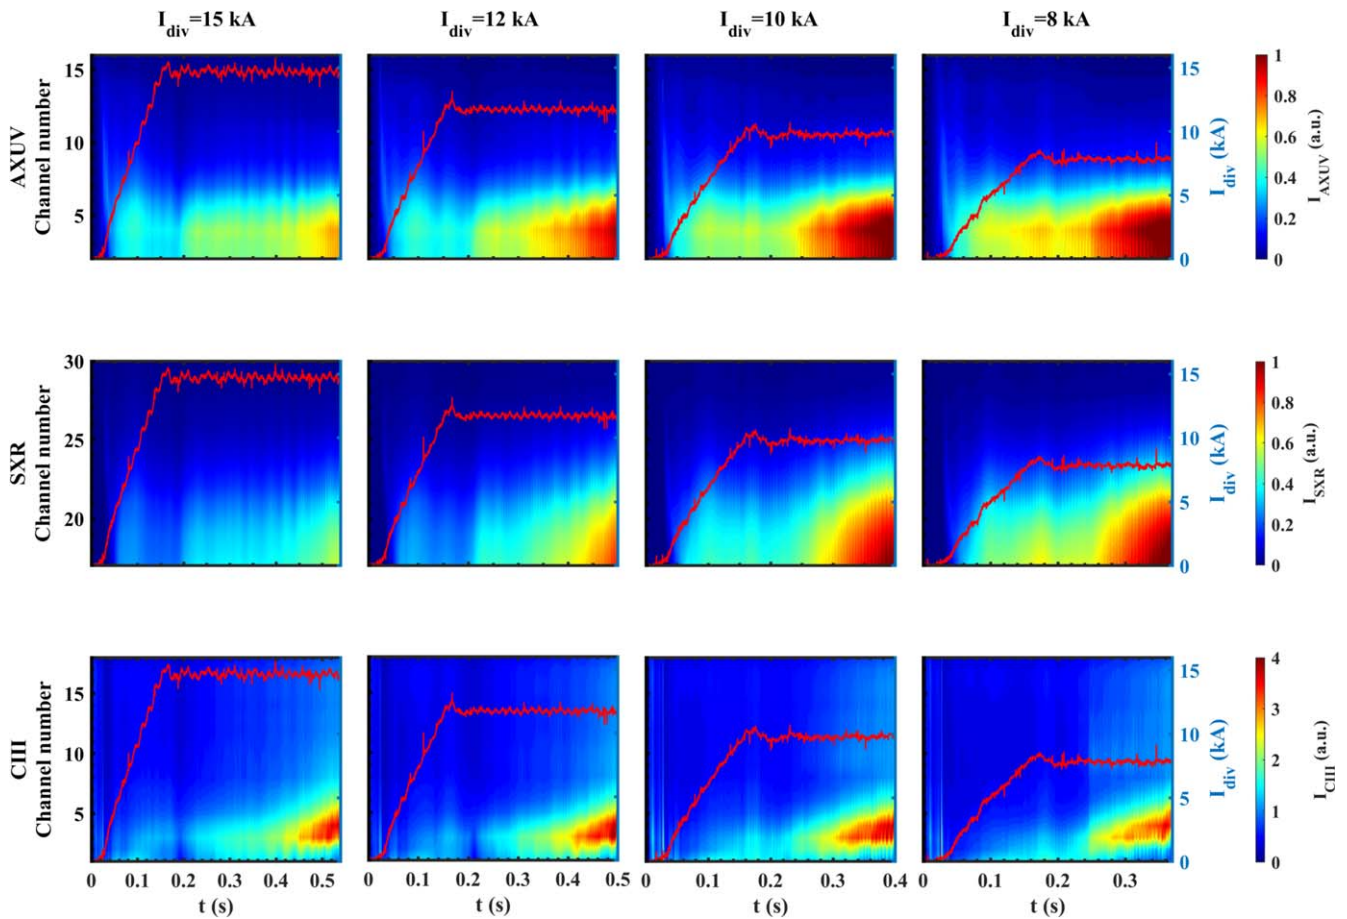 I_div=15 kA I_div=12 kA I_div=10 kA I_div=8 kA
AXUV
Channel number
15
10
5
15
10
5
0
I_div (kA)
1
0.8
0.6
0.4
0.2
0
I_AXUV (a.u.)
SXR
Channel number
30
25
20
15
10
5
0
I_div (kA)
1
0.8
0.6
0.4
0.2
0
I_SXR (a.u.)
CIII
Channel number
15
10
5
15
10
5
0
I_div (kA)
4
3
2
1
0
I_CIII (a.u.)
0 0.1 0.2 0.3 0.4 0.5 0 0.1 0.2 0.3 0.4 0.5 0 0.1 0.2 0.3 0.4 0.1 0.2 0.3
t (s) t (s) t (s) t (s)